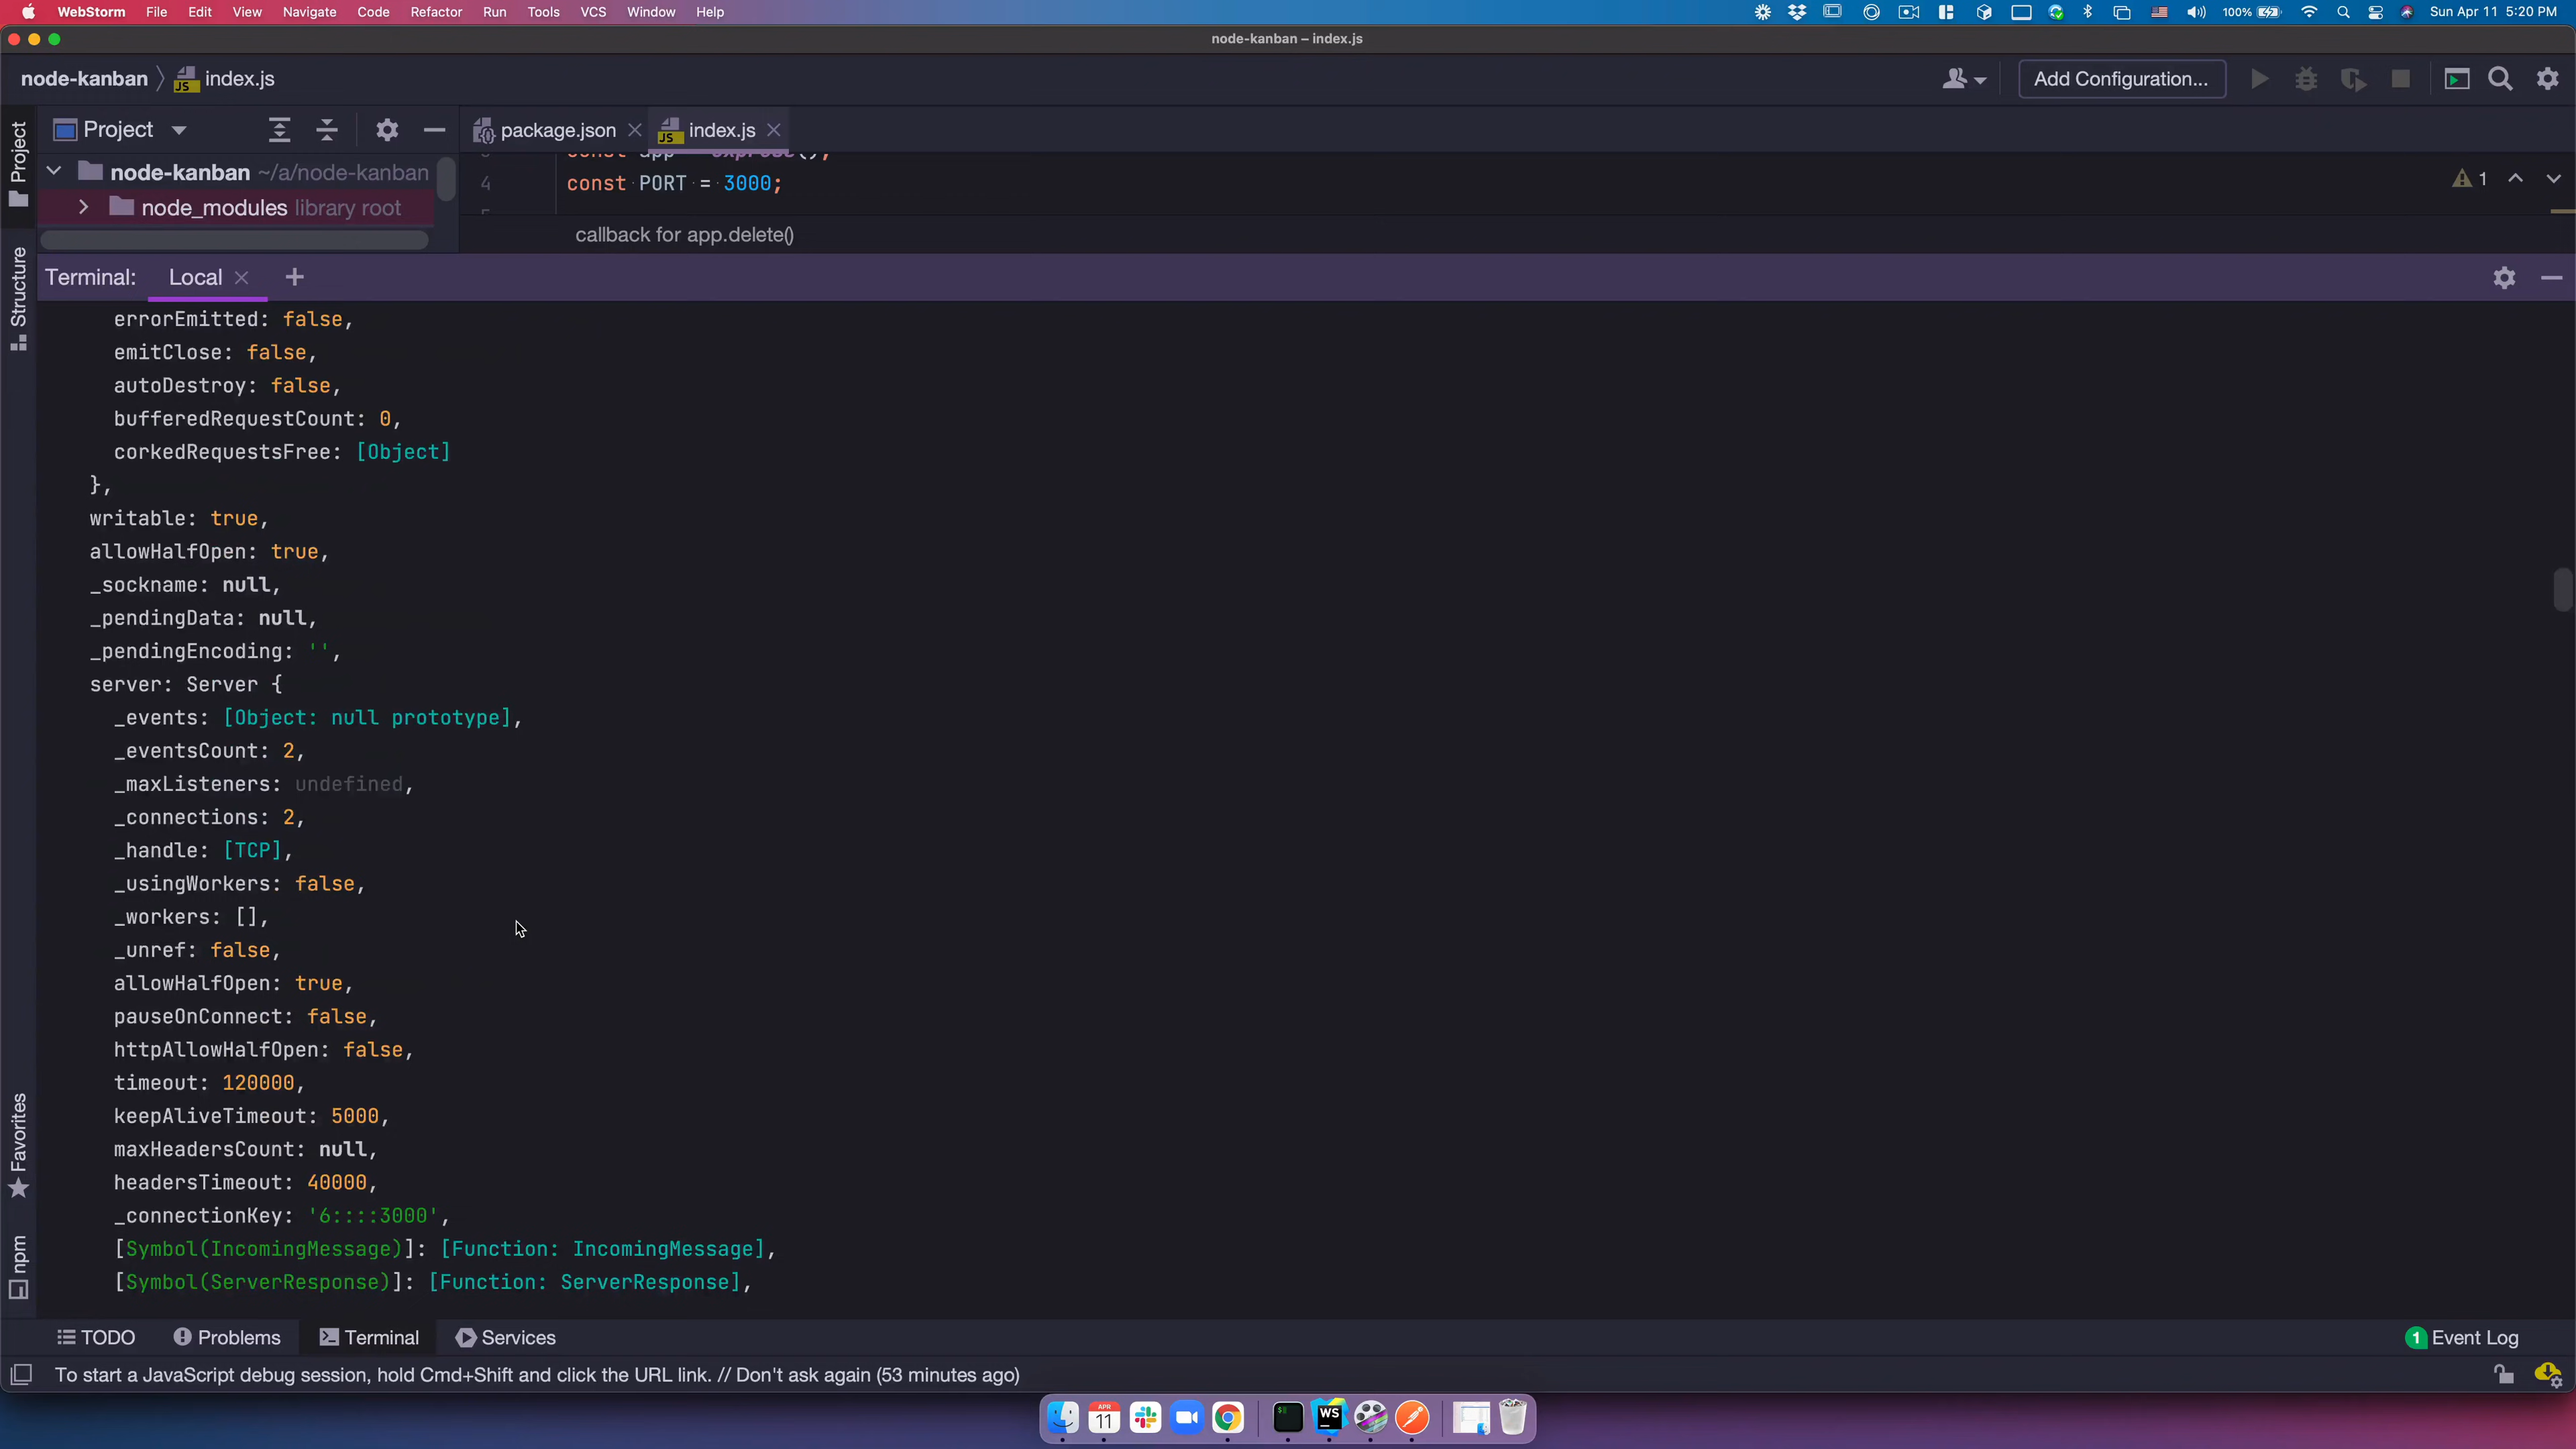 WebStorm File Edit View Navigate Code Refactor Run Tools VCS Window Help 100% Sun Apr 11 5:20 PM
node-kanban – index.js
node-kanban index.js Add Configuration...
Project package.json index.js
node-kanban ~/a/node-kanban
node_modules library root
4 const PORT = 3000;
1
callback for app.delete()
Project
Structure
Favorites
npm
Terminal: Local
errorEmitted: false,
emitClose: false,
autoDestroy: false,
bufferedRequestCount: 0,
corkedRequestsFree: [Object]
},
writable: true,
allowHalfOpen: true,
_sockname: null,
_pendingData: null,
_pendingEncoding: '',
server: Server {
_events: [Object: null prototype],
_eventsCount: 2,
_maxListeners: undefined,
_connections: 2,
_handle: [TCP],
_usingWorkers: false,
_workers: [],
_unref: false,
allowHalfOpen: true,
pauseOnConnect: false,
httpAllowHalfOpen: false,
timeout: 120000,
keepAliveTimeout: 5000,
maxHeadersCount: null,
headersTimeout: 40000,
_connectionKey: '6::::3000',
[Symbol(IncomingMessage)]: [Function: IncomingMessage],
[Symbol(ServerResponse)]: [Function: ServerResponse],
TODO Problems Terminal Services 1 Event Log
To start a JavaScript debug session, hold Cmd+Shift and click the URL link. // Don't ask again (53 minutes ago)
APR
11
WS